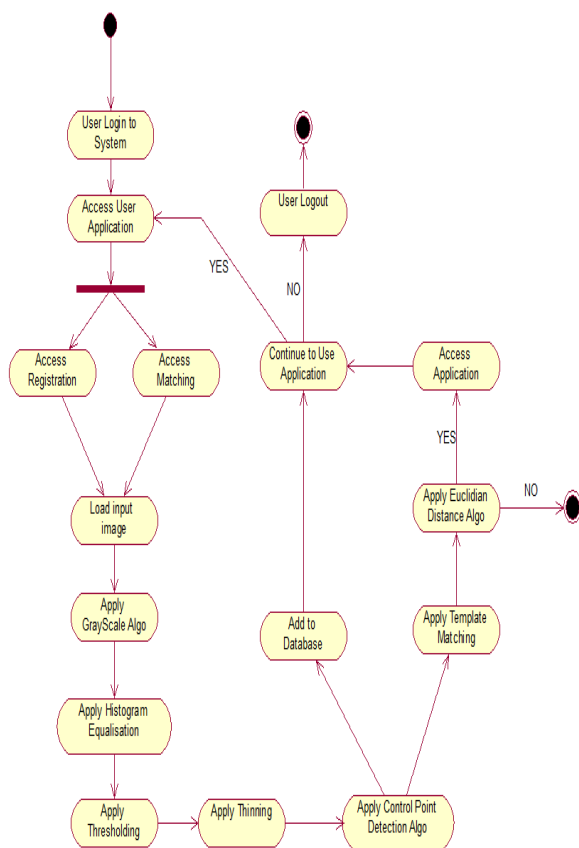 User Login to
System
Access User
Application
User Logout
YES
NO
Access
Registration
Access
Matching
Continue to Use
Application
Access
Application
YES
Load input
image
Apply Euclidian
Distance Algo
NO
Apply
GrayScale Algo
Add to
Database
Apply Template
Matching
Apply Histogram
Equalisation
Apply
Thresholding
Apply Thinning
Apply Control Point
Detection Algo